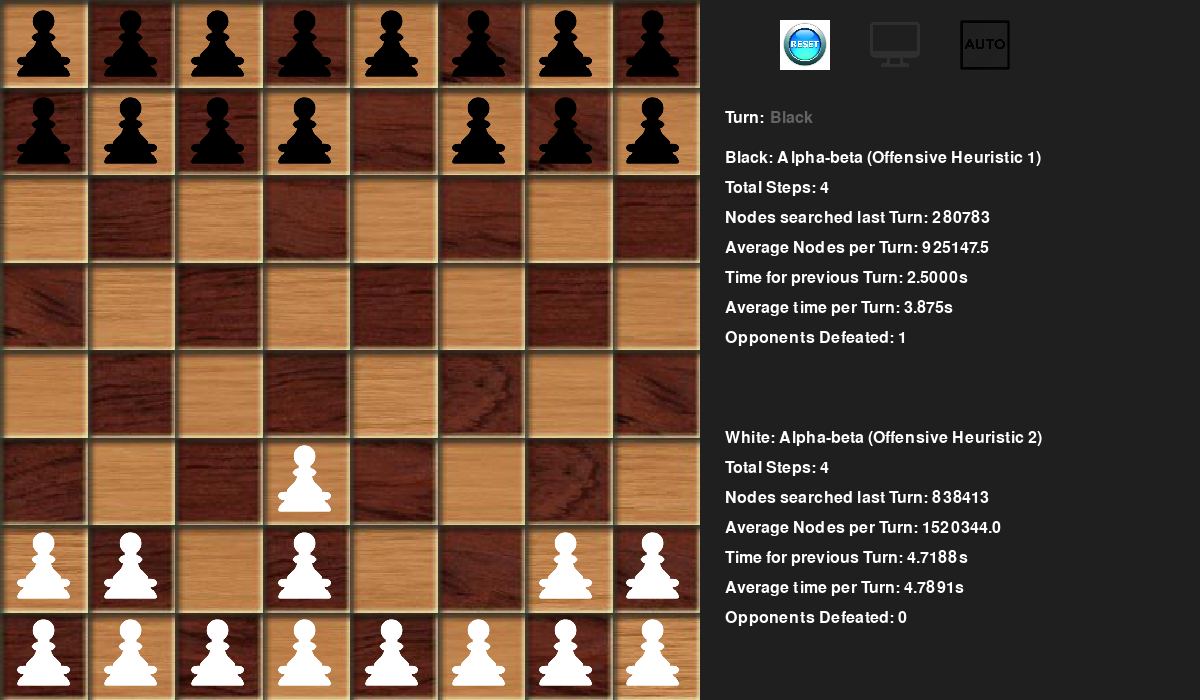 RESET
AUTO
Turn: Black
Black: Alpha-beta (Offensive Heuristic 1)
Total Steps: 4
Nodes searched last Turn: 280783
Average Nodes per Turn: 925147.5
Time for previous Turn: 2.5000s
Average time per Turn: 3.875s
Opponents Defeated: 1
White: Alpha-beta (Offensive Heuristic 2)
Total Steps: 4
Nodes searched last Turn: 838413
Average Nodes per Turn: 1520344.0
Time for previous Turn: 4.7188s
Average time per Turn: 4.7891s
Opponents Defeated: 0